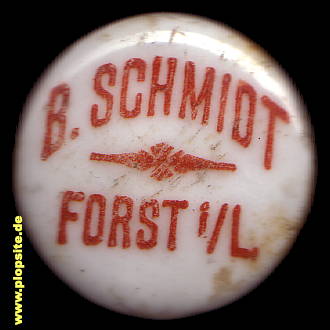 B. SCHMIDT
FORST i/L.
www.plopsite.de